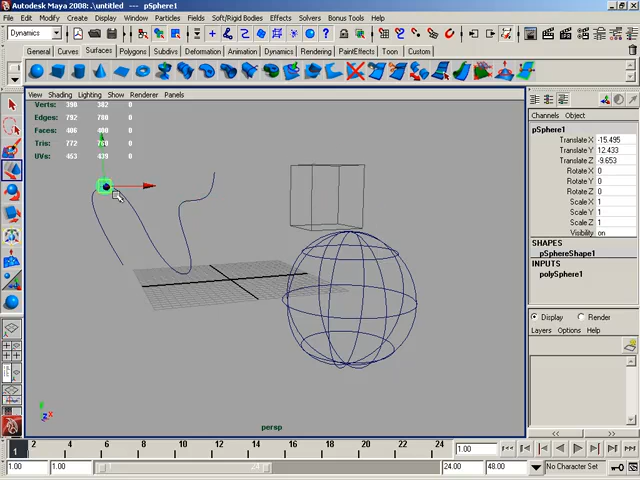 Autodesk Maya 2008: .\untitled --- pSphere1
File Edit Modify Create Display Window Particles Fields Soft/Rigid Bodies Effects Solvers Bonus Tools Help
Dynamics
General Curves Surfaces Polygons Subdivs Deformation Animation Dynamics Rendering PaintEffects Toon Custom
View Shading Lighting Show Renderer Panels
Verts: 398 382 0
Edges: 792 780 0
Faces: 406 400 0
Tris: 772 760 0
UVs: 453 439 0
Channels Object
pSphere1
Translate X -15.495
Translate Y 12.433
Translate Z -9.653
Rotate X 0
Rotate Y 0
Rotate Z 0
Scale X 1
Scale Y 1
Scale Z 1
Visibility on
SHAPES
pSphereShape1
INPUTS
polySphere1
Display Render
Layers Options Help
persp
1 2 4 6 8 10 12 14 16 18 20 22 24 1.00
1.00 1.00 24 24.00 48.00 No Character Set